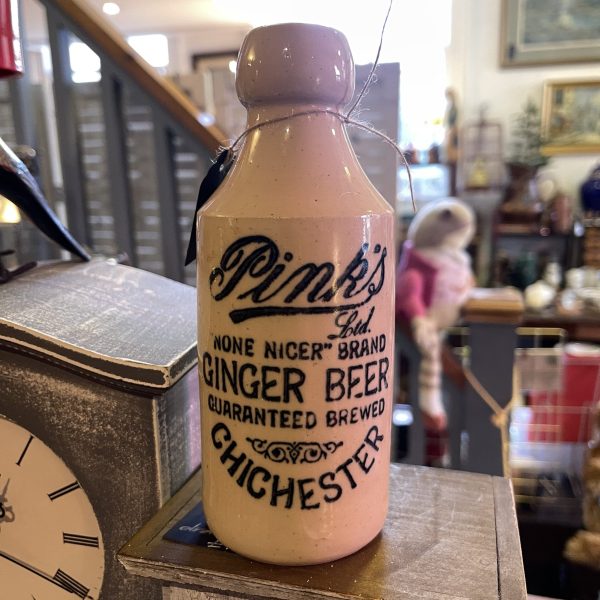 Pink's
Ltd.
"NONE NICER" BRAND
GINGER BEER
GUARANTEED BREWED
CHICHESTER